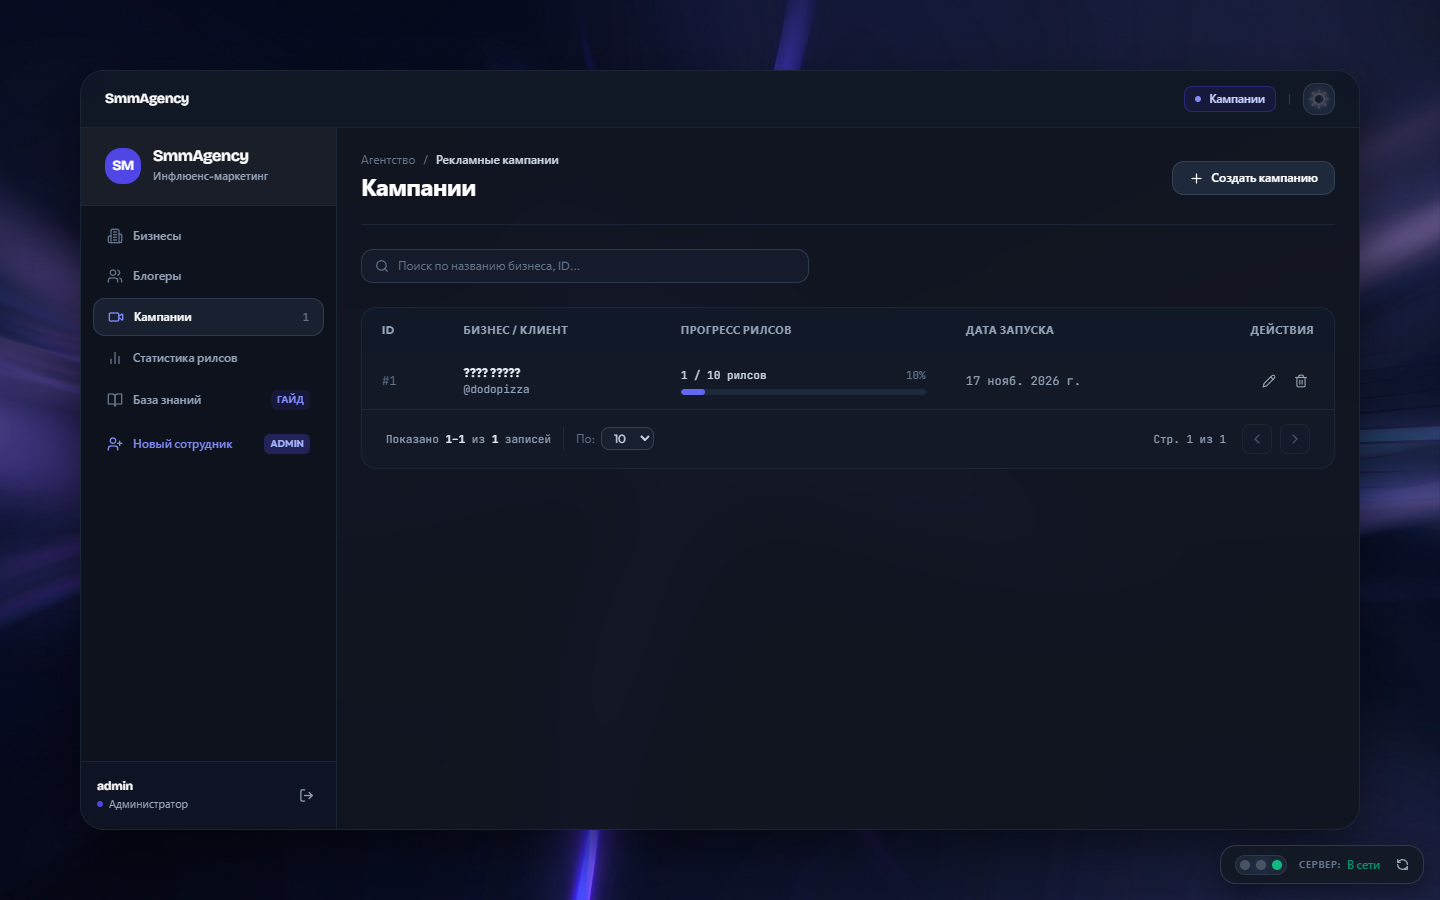 SmmAgency
Кампании
SM
SmmAgency
Инфлюенс-маркетинг
Бизнесы
Блогеры
Кампании 1
Статистика рилсов
База знаний ГАЙД
Новый сотрудник ADMIN
admin
Администратор
Агентство / Рекламные кампании
Кампании
Создать кампанию
Поиск по названию бизнеса, ID...
ID БИЗНЕС / КЛИЕНТ ПРОГРЕСС РИЛСОВ ДАТА ЗАПУСКА ДЕЙСТВИЯ
#1 ???? ????? 1 / 10 рилсов 10% 17 нояб. 2026 г.
@dodopizza
Показано 1-1 из 1 записей По: 10 Стр. 1 из 1
СЕРВЕР: В сети